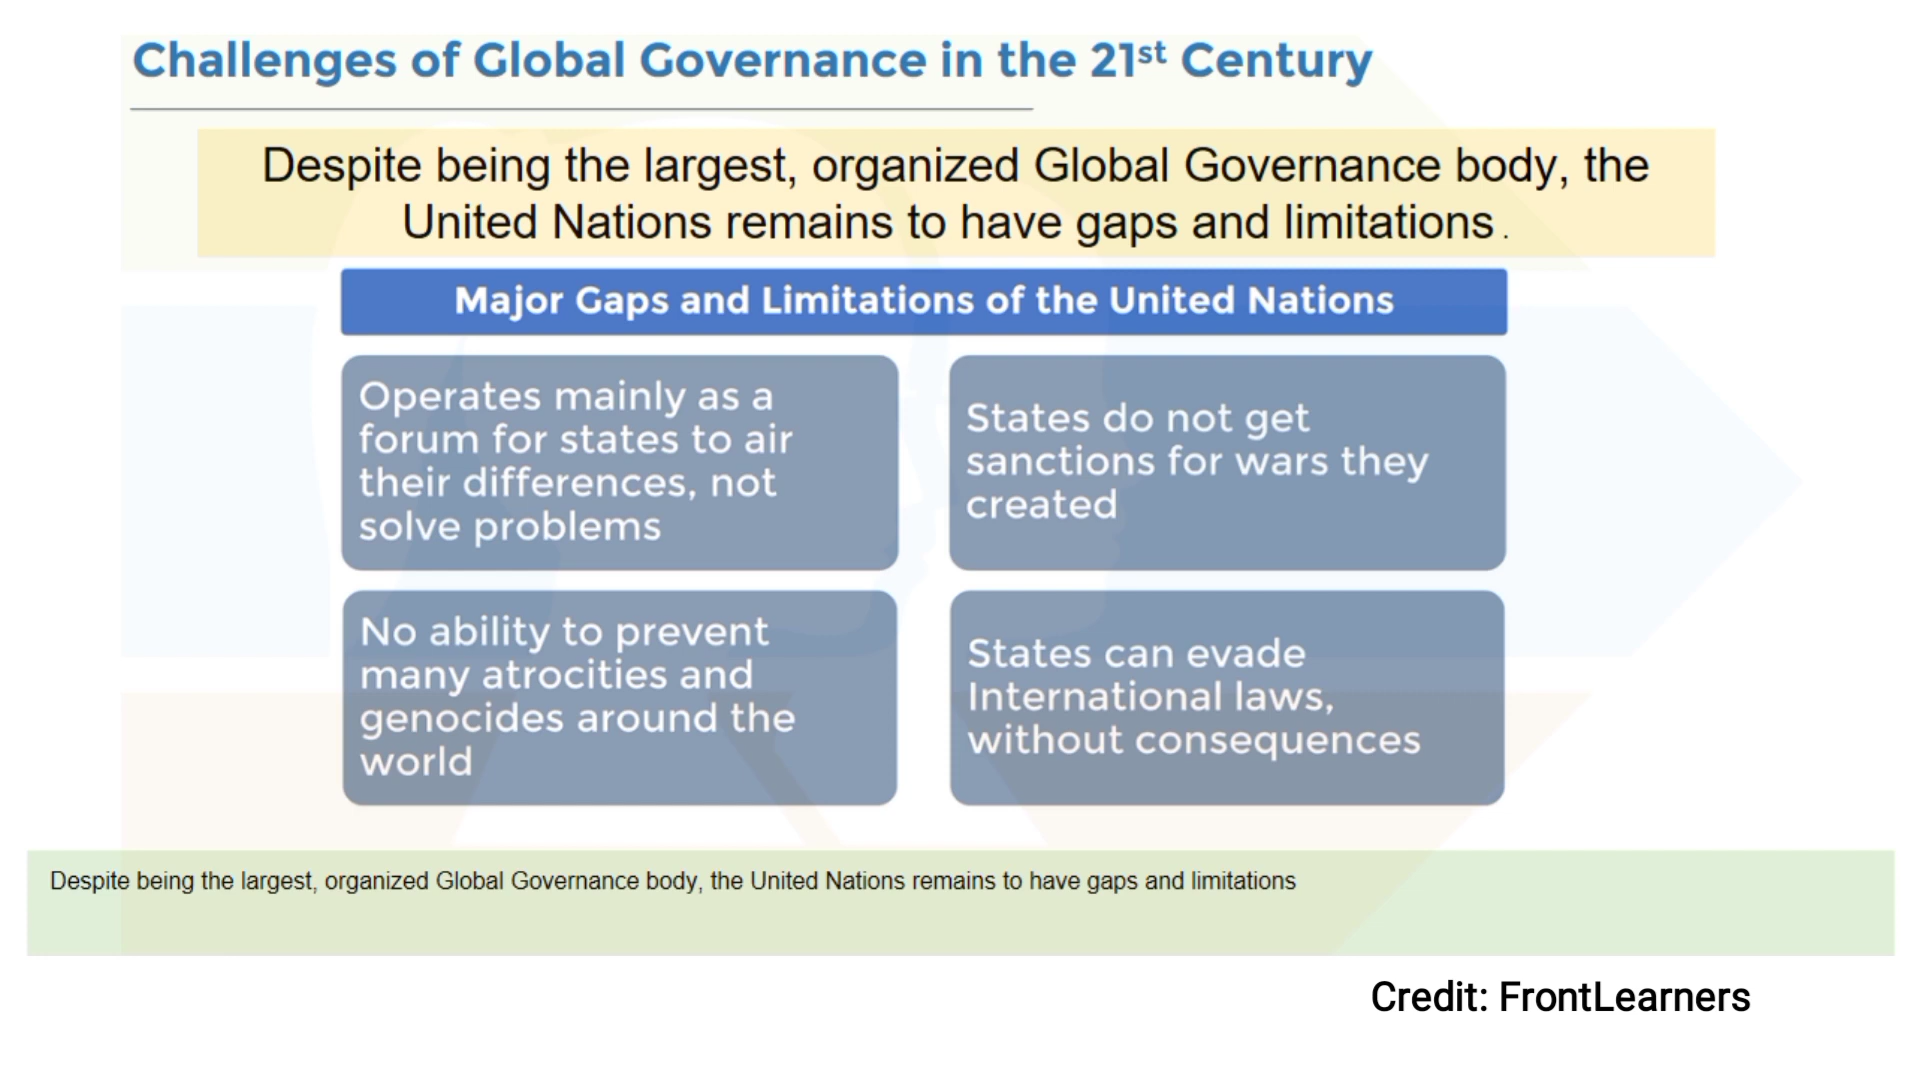 Challenges of Global Governance in the 21st Century
Despite being the largest, organized Global Governance body, the
United Nations remains to have gaps and limitations.
Major Gaps and Limitations of the United Nations
Operates mainly as a
forum for states to air
their differences, not
solve problems
States do not get
sanctions for wars they
created
No ability to prevent
many atrocities and
genocides around the
world
States can evade
International laws,
without consequences
Despite being the largest, organized Global Governance body, the United Nations remains to have gaps and limitations
Credit: FrontLearners